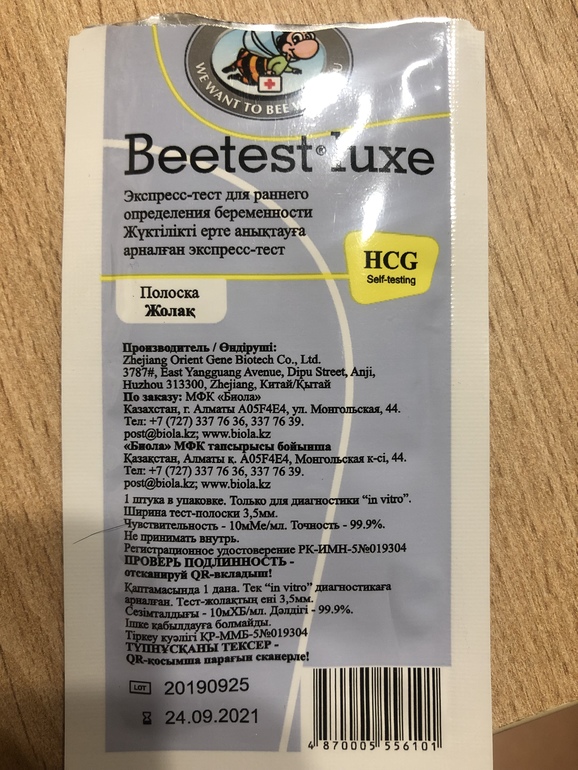 WE WANT TO BEE W
Beetest® luxe
Экспресс-тест для раннего
определения беременности
Жүктілікті ерте анықтауға
арналған экспресс-тест
HCG
Self-testing
Полоска
Жолақ
Производитель / Өндіруші:
Zhejiang Orient Gene Biotech Co., Ltd.
3787#, East Yangguang Avenue, Dipu Street, Anji,
Huzhou 313300, Zhejiang, Китай/Қытай
По заказу: МФК «Биола»
Казахстан, г. Алматы A05F4E4, ул. Монгольская, 44.
Тел: +7 (727) 337 76 36, 337 76 39.
post@biola.kz; www.biola.kz
«Биола» МФК тапсырысы бойынша
Қазақстан, Алматы к. A05F4E4, Монгольская к-сі, 44.
Тел: +7 (727) 337 76 36, 337 76 39.
post@biola.kz; www.biola.kz
1 штука в упаковке. Только для диагностики “in vitro”.
Ширина тест-полоски 3,5мм.
Чувствительность - 10мМе/мл. Точность - 99.9%.
Не принимать внутрь.
Регистрационное удостоверение РК-ИМН-5№019304
ПРОВЕРЬ ПОДЛИННОСТЬ -
отсканируй QR-вкладыш!
Қаптамасында 1 дана. Тек “in vitro” диагностикаға
арналған. Тест-жолақтың ені 3,5мм.
Сезімталдығы - 10мХБ/мл. Дәлдігі - 99.9%.
Ішке қабылдауға болмайды.
Тіркеу куәлігі ҚР-ММБ-5№019304
ТҮПНҰСҚАНЫ ТЕКСЕР -
QR-қосымша парағын сканерле!
LOT 20190925
24.09.2021
4 870005 556101